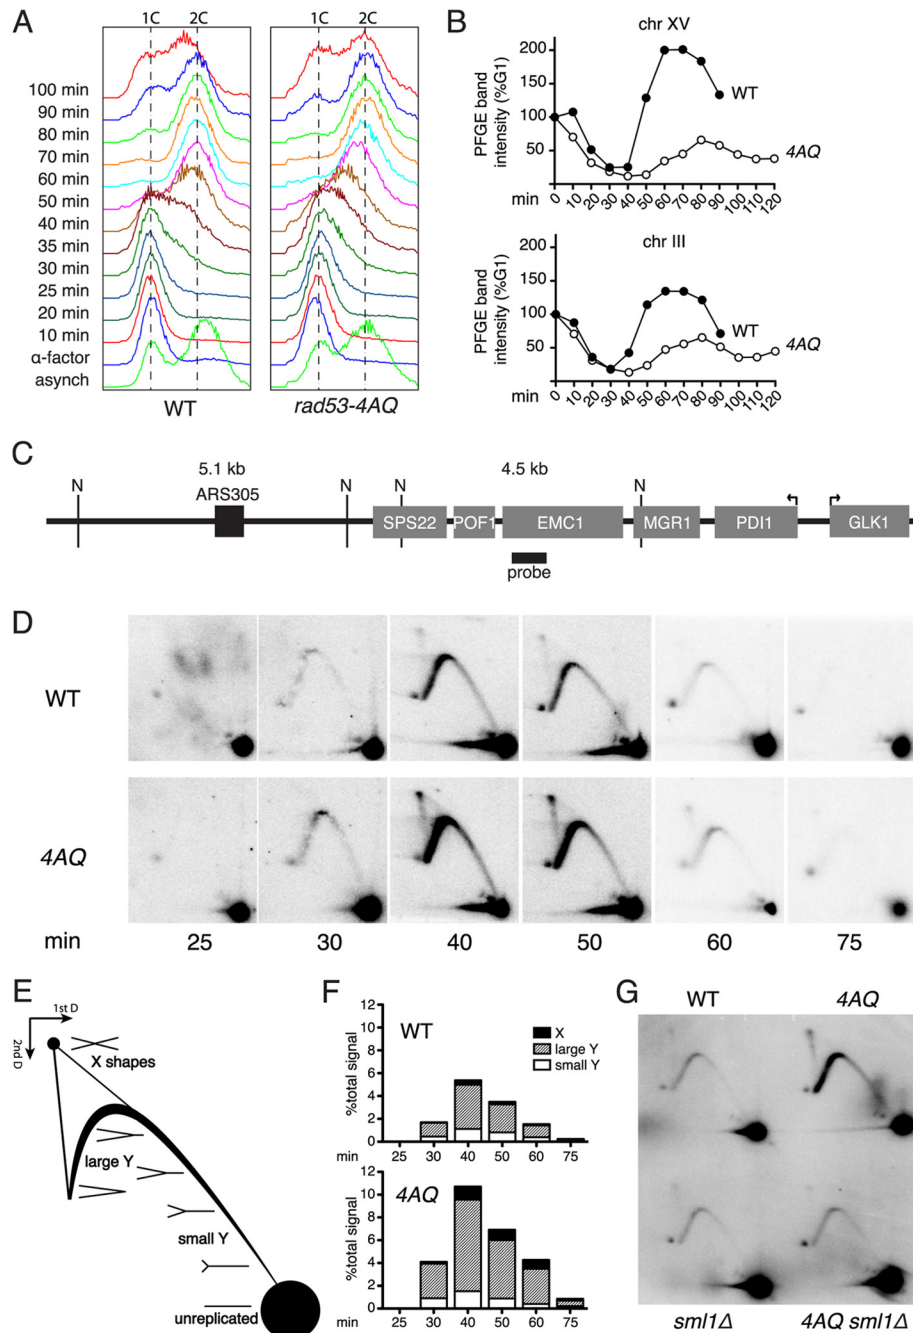 A
1C 2C 1C 2C
100 min
90 min
80 min
70 min
60 min
50 min
40 min
35 min
30 min
25 min
20 min
10 min
α-factor
asynch
WT rad53-4AQ
B
chr XV
PFGE band
intensity (%G1)
200
150
100
50
WT
4AQ
min 0 10 20 30 40 50 60 70 80 90 100 110 120
chr III
PFGE band
intensity (%G1)
200
150
100
50
WT
4AQ
min 0 10 20 30 40 50 60 70 80 90 100 110 120
C
5.1 kb 4.5 kb
N ARS305 N N N
SPS22 POF1 EMC1 MGR1 PDI1 GLK1
probe
D
WT
4AQ
min 25 30 40 50 60 75
E
1st D
2nd D
X shapes
large Y
small Y
unreplicated
F
WT
%total signal
12
10
8
6
4
2
0
X
large Y
small Y
min 25 30 40 50 60 75
4AQ
%total signal
12
10
8
6
4
2
0
min 25 30 40 50 60 75
G
WT 4AQ
sml1Δ 4AQ sml1Δ